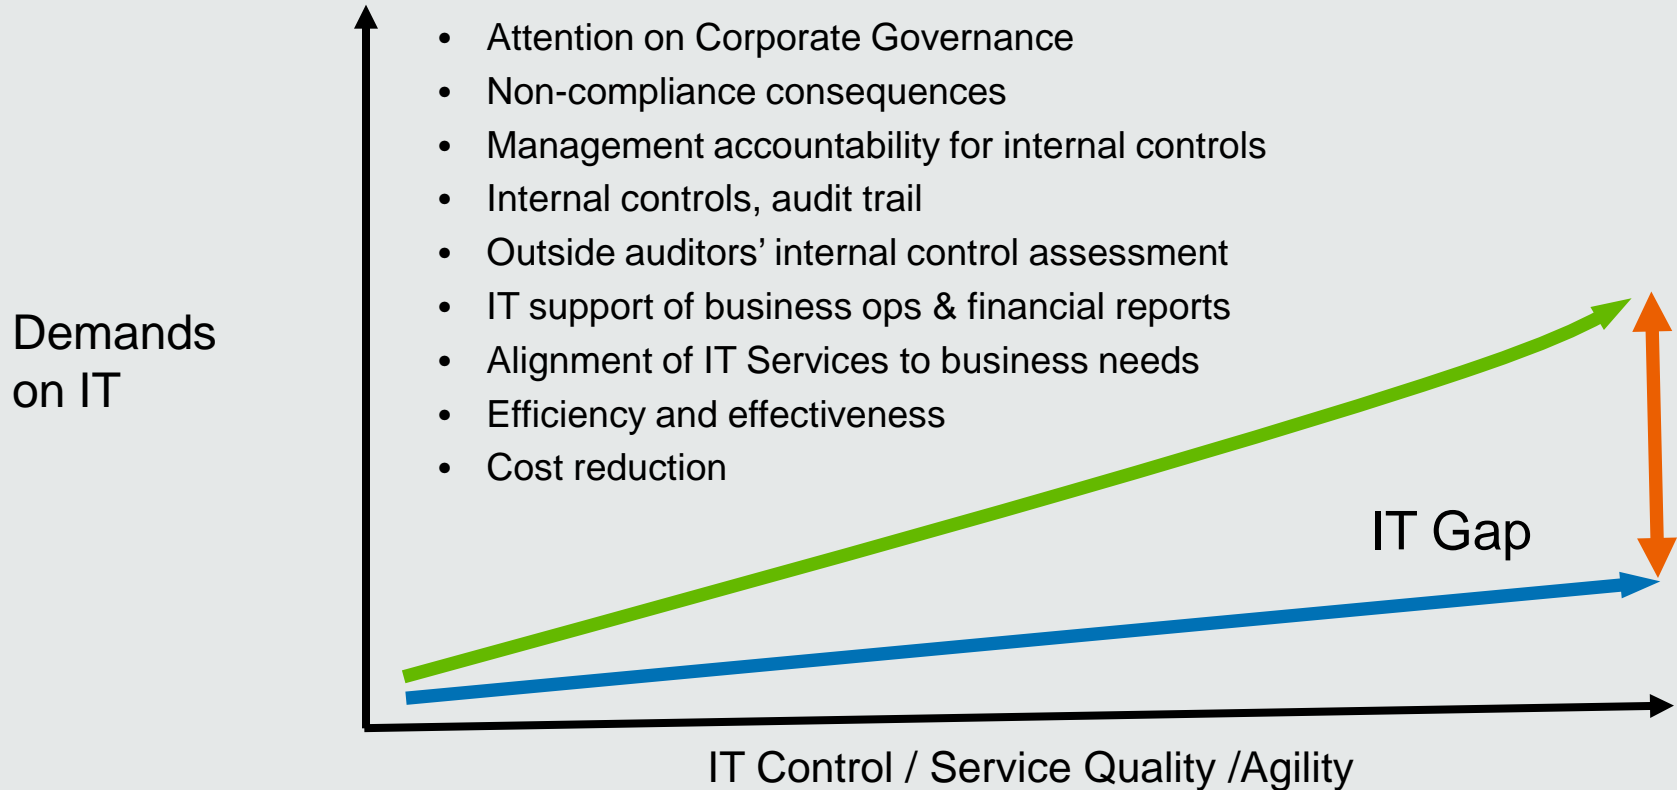 • Attention on Corporate Governance
• Non-compliance consequences
• Management accountability for internal controls
• Internal controls, audit trail
• Outside auditors’ internal control assessment
• IT support of business ops & financial reports
• Alignment of IT Services to business needs
• Efficiency and effectiveness
• Cost reduction
Demands
on IT
IT Gap
IT Control / Service Quality /Agility